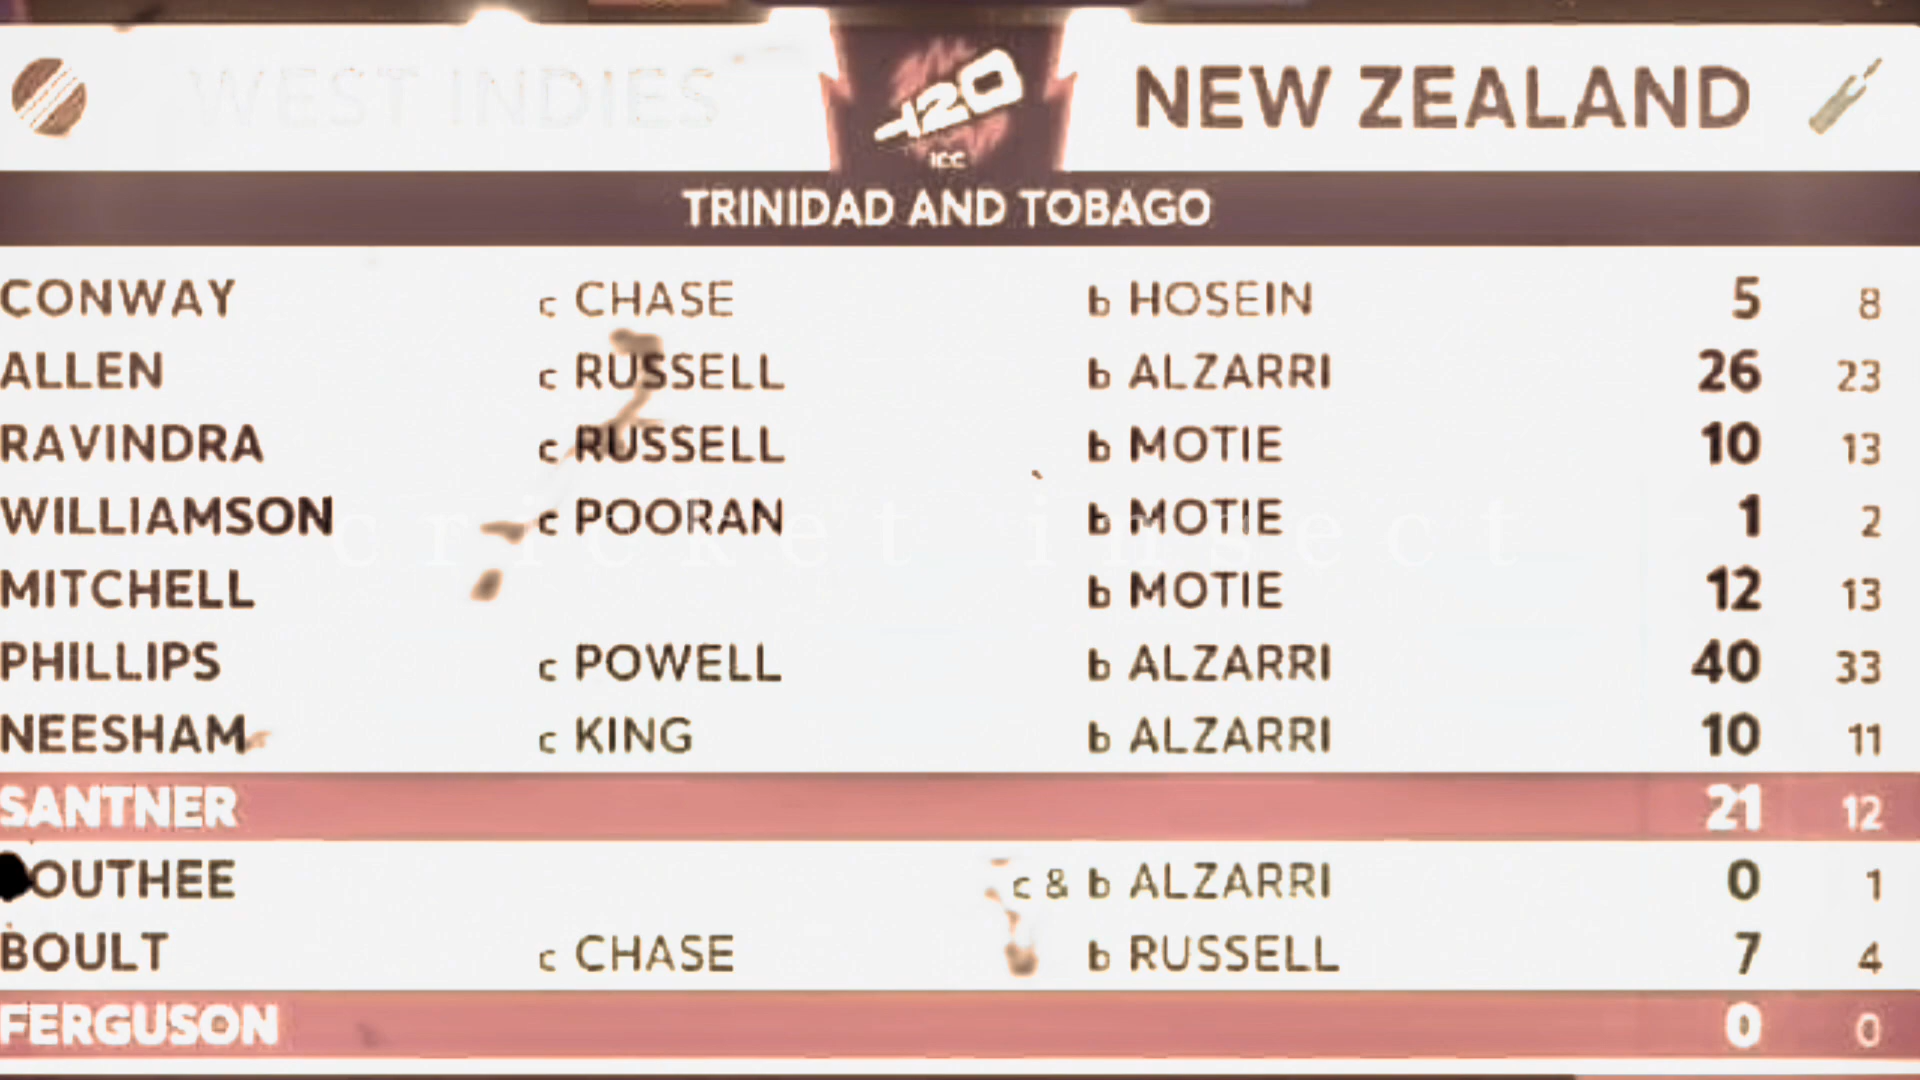 WEST INDIES
T20
ICC
NEW ZEALAND
TRINIDAD AND TOBAGO
CONWAY c CHASE b HOSEIN 5 8
ALLEN c RUSSELL b ALZARRI 26 23
RAVINDRA c RUSSELL b MOTIE 10 13
WILLIAMSON c POORAN b MOTIE 1 2
cricket insect
MITCHELL b MOTIE 12 13
PHILLIPS c POWELL b ALZARRI 40 33
NEESHAM c KING b ALZARRI 10 11
SANTNER 21 12
OUTHEE c & b ALZARRI 0 1
BOULT c CHASE b RUSSELL 7 4
FERGUSON 0 0